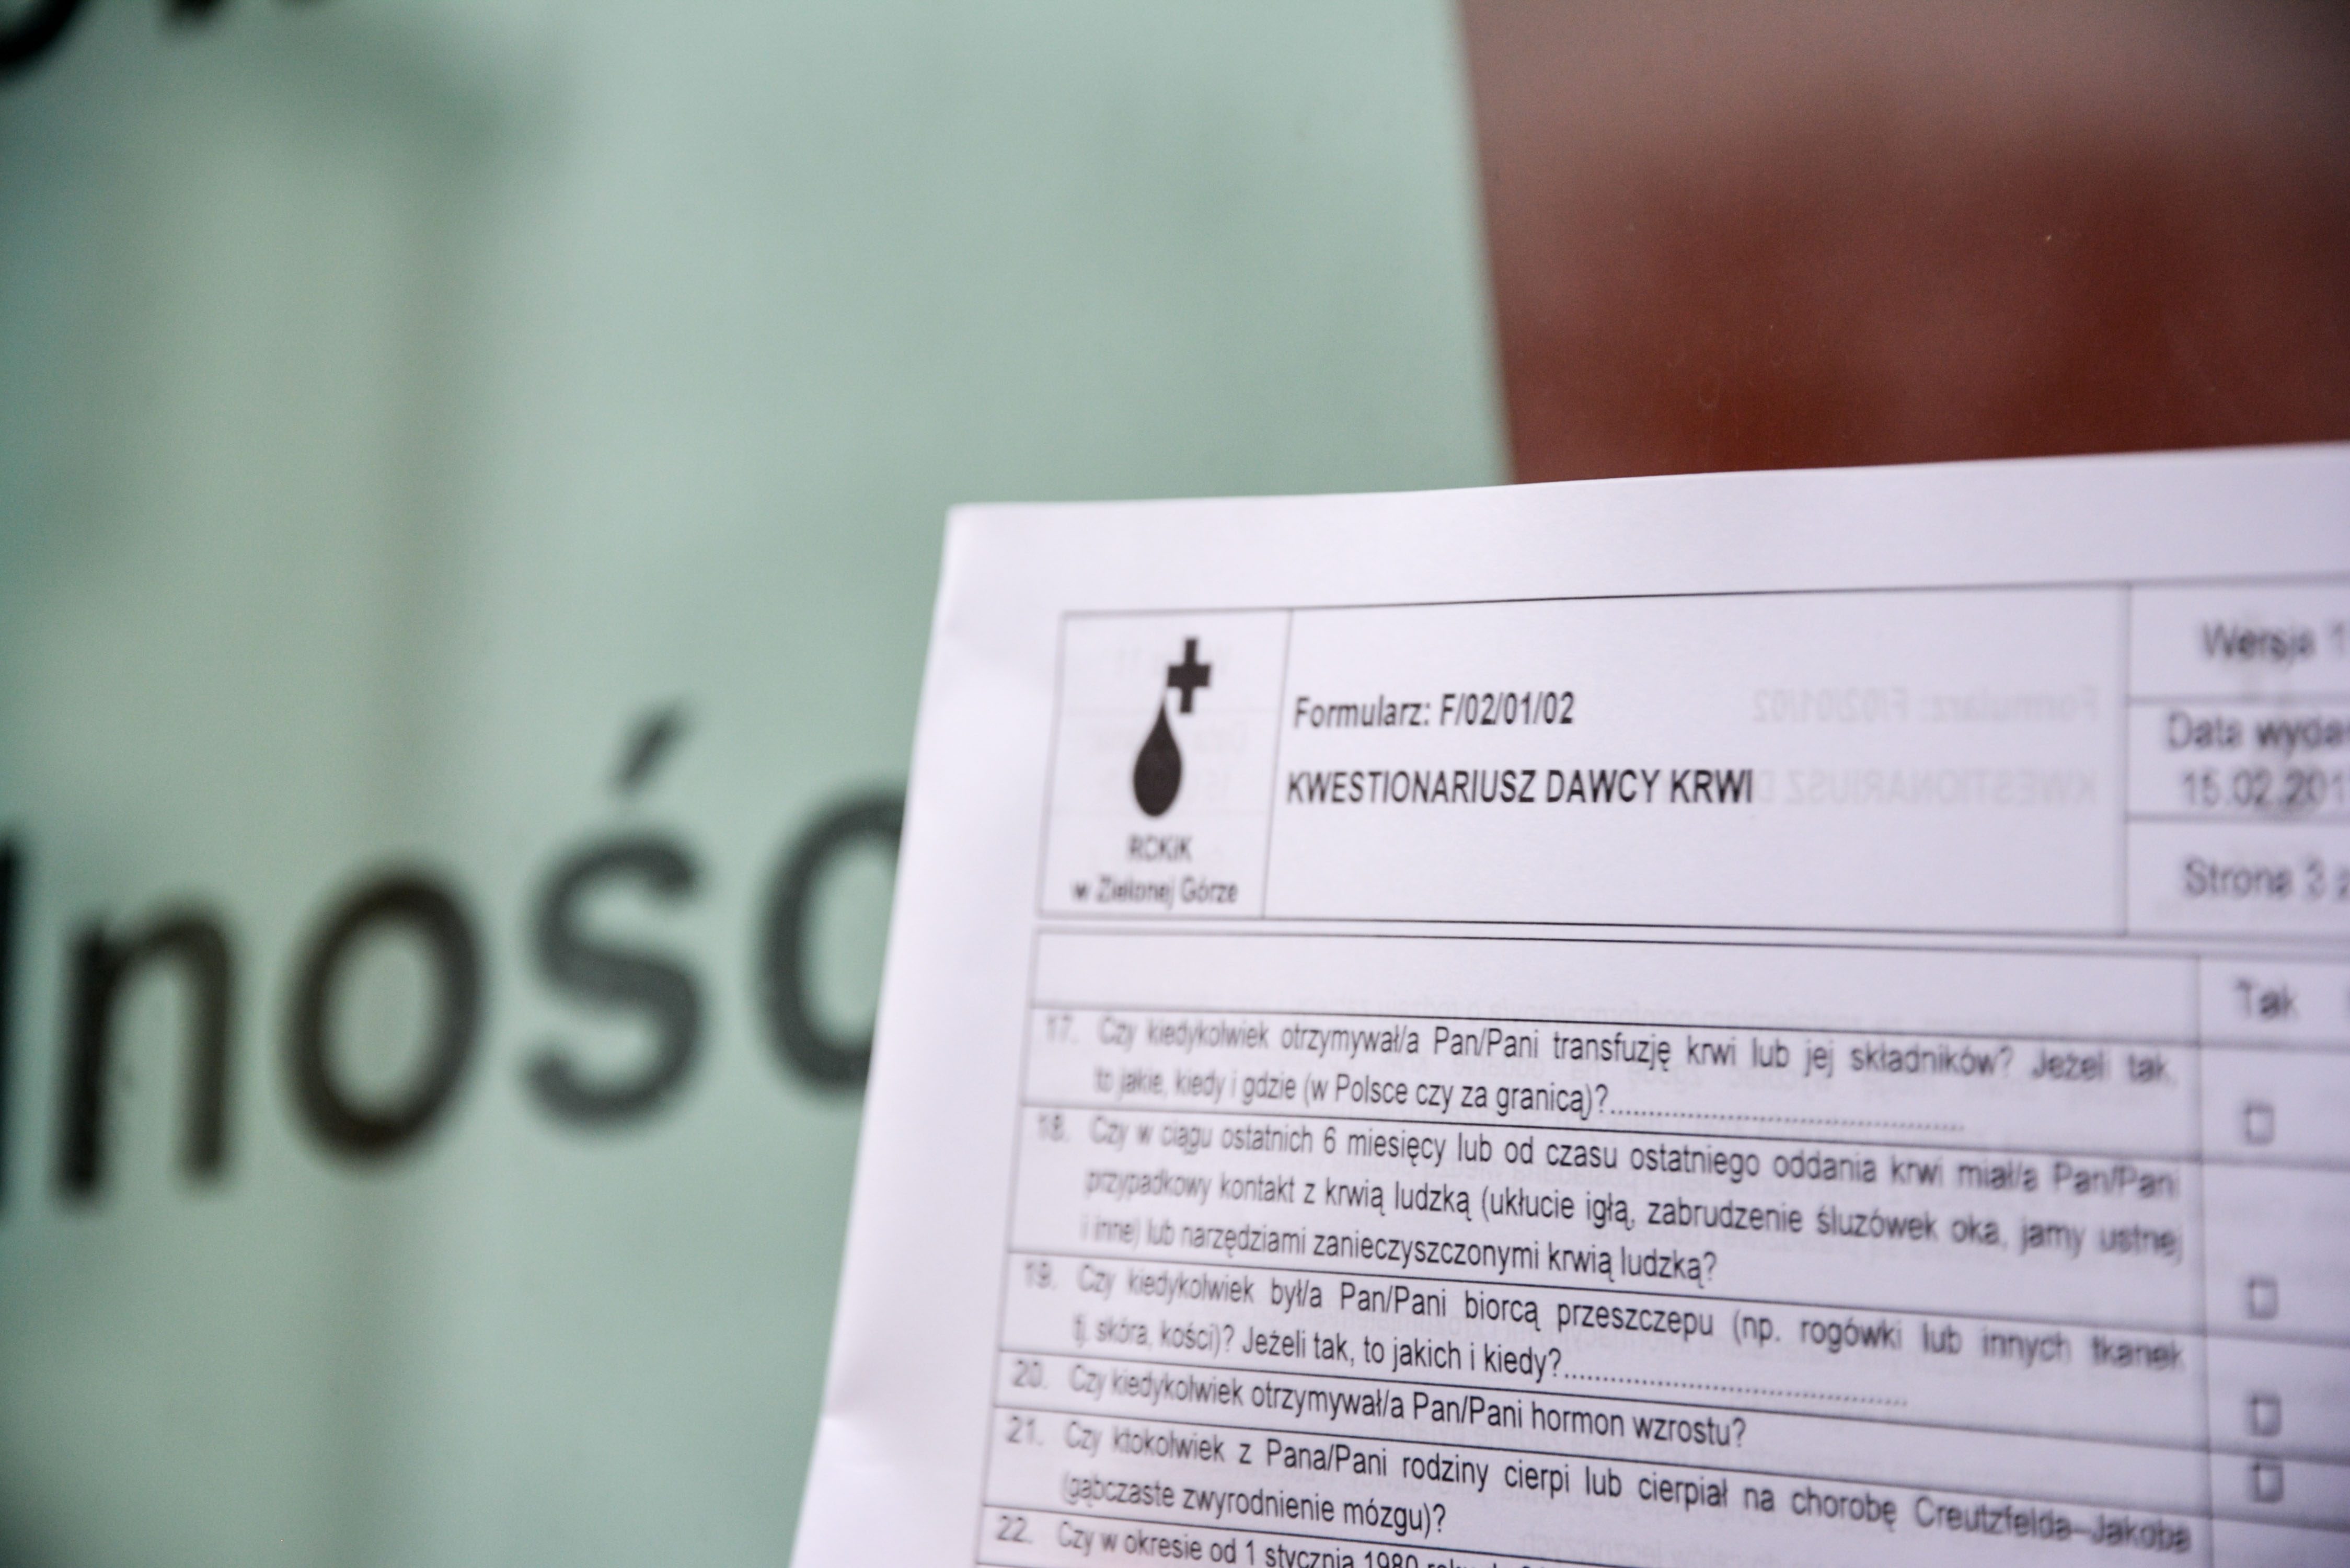 ność
RCKiK
w Zielonej Górze
Formularz: F/02/01/02
KWESTIONARIUSZ DAWCY KRWI
Wersja 1
Data wyda
15.02.201
Strona 3 z
Tak
17. Czy kiedykolwiek otrzymywał/a Pan/Pani transfuzję krwi lub jej składników? Jeżeli tak,
to jakie, kiedy i gdzie (w Polsce czy za granicą)?
18. Czy w ciągu ostatnich 6 miesięcy lub od czasu ostatniego oddania krwi miał/a Pan/Pani
przypadkowy kontakt z krwią ludzką (ukłucie igłą, zabrudzenie śluzówek oka, jamy ustnej
i inne) lub narzędziami zanieczyszczonymi krwią ludzką?
19. Czy kiedykolwiek był/a Pan/Pani biorcą przeszczepu (np. rogówki lub innych tkanek
tj. skóra, kości)? Jeżeli tak, to jakich i kiedy?
20. Czy kiedykolwiek otrzymywał/a Pan/Pani hormon wzrostu?
21. Czy ktokolwiek z Pana/Pani rodziny cierpi lub cierpiał na chorobę Creutzfelda–Jakoba
(gąbczaste zwyrodnienie mózgu)?
22. Czy w okresie od 1 stycznia 1980